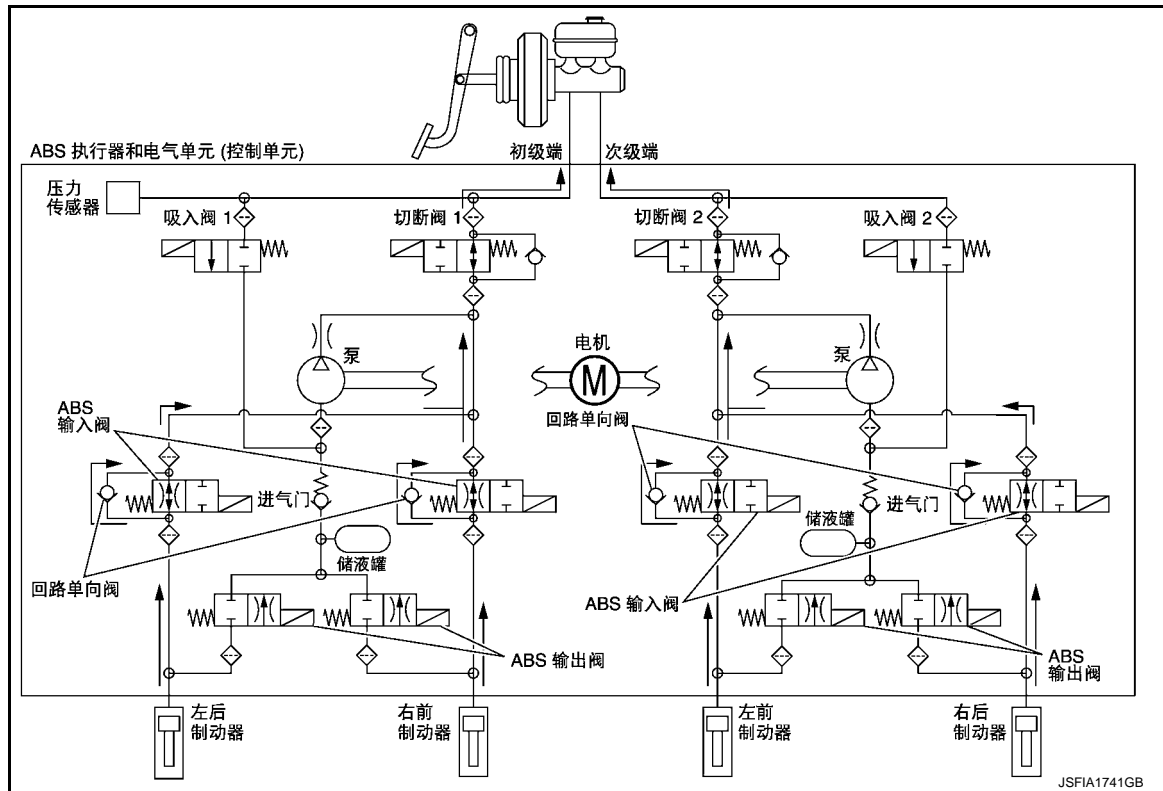 ABS 执行器和电气单元 (控制单元)
初级端
次级端
压力
传感器
吸入阀 1
切断阀 1
切断阀 2
吸入阀 2
泵
电机
M
泵
ABS
输入阀
回路单向阀
进气门
进气门
储液罐
储液罐
回路单向阀
ABS 输入阀
ABS 输出阀
ABS
输出阀
左后
制动器
右前
制动器
左前
制动器
右后
制动器
JSFIA1741GB